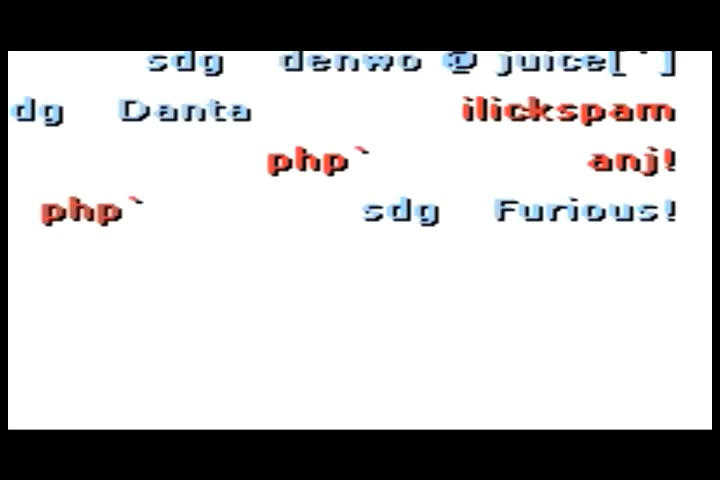 sdg denwo @ juice[`]
dg Danta ilickspam
php` anj!
php` sdg Furious!